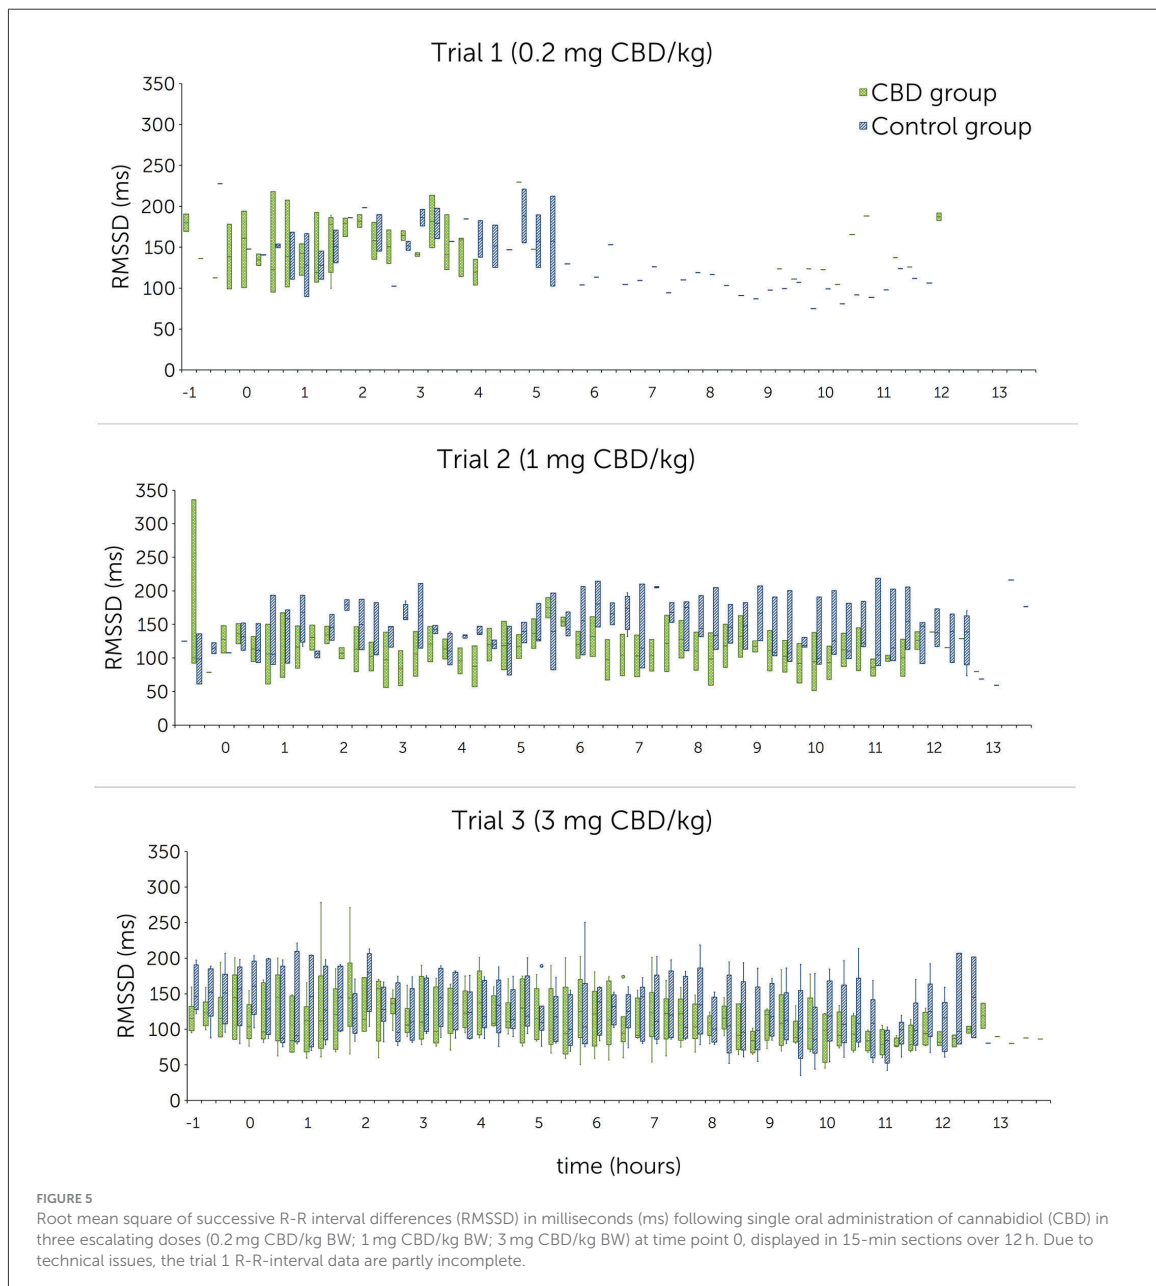 Trial 1 (0.2 mg CBD/kg)
350
300
250
200
150
100
50
0
RMSSD (ms)
CBD group
Control group
-1 0 1 2 3 4 5 6 7 8 9 10 11 12 13
Trial 2 (1 mg CBD/kg)
350
300
250
200
150
100
50
0
RMSSD (ms)
0 1 2 3 4 5 6 7 8 9 10 11 12 13
Trial 3 (3 mg CBD/kg)
350
300
250
200
150
100
50
0
RMSSD (ms)
-1 0 1 2 3 4 5 6 7 8 9 10 11 12 13
time (hours)
FIGURE 5
Root mean square of successive R-R interval differences (RMSSD) in milliseconds (ms) following single oral administration of cannabidiol (CBD) in
three escalating doses (0.2 mg CBD/kg BW; 1 mg CBD/kg BW; 3 mg CBD/kg BW) at time point 0, displayed in 15-min sections over 12 h. Due to
technical issues, the trial 1 R-R-interval data are partly incomplete.